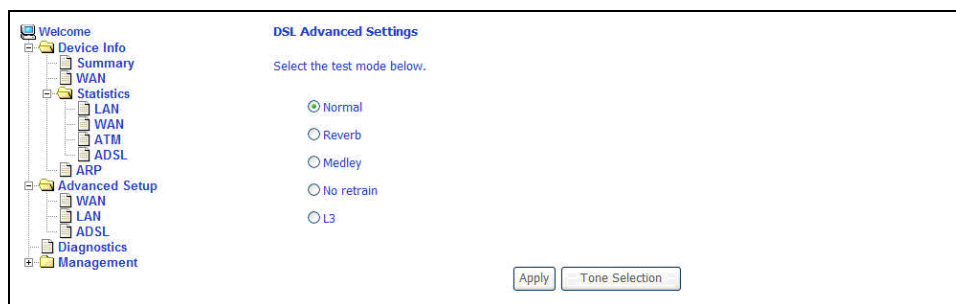 Welcome
Device Info
Summary
WAN
Statistics
LAN
WAN
ATM
ADSL
ARP
Advanced Setup
WAN
LAN
ADSL
Diagnostics
Management
DSL Advanced Settings
Select the test mode below.
Normal
Reverb
Medley
No retrain
L3
Apply
Tone Selection